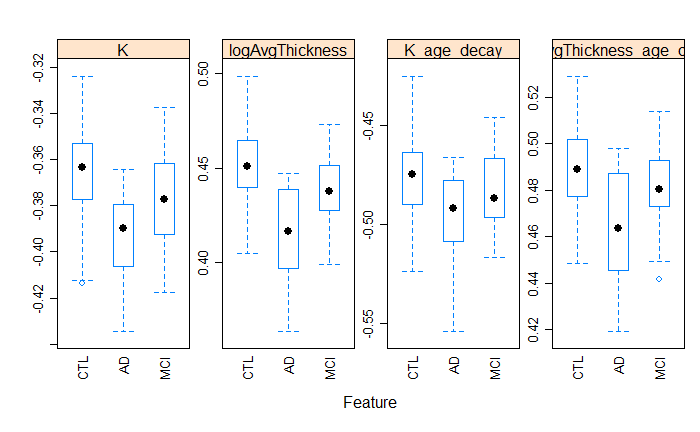 K
logAvgThickness
K_age_decay
Thickness_age
-0.32
-0.34
-0.36
-0.38
-0.40
-0.42
0.50
0.45
0.40
-0.45
-0.50
-0.55
0.52
0.50
0.48
0.46
0.44
0.42
CTL AD MCI
CTL AD MCI
CTL AD MCI
CTL AD MCI
Feature